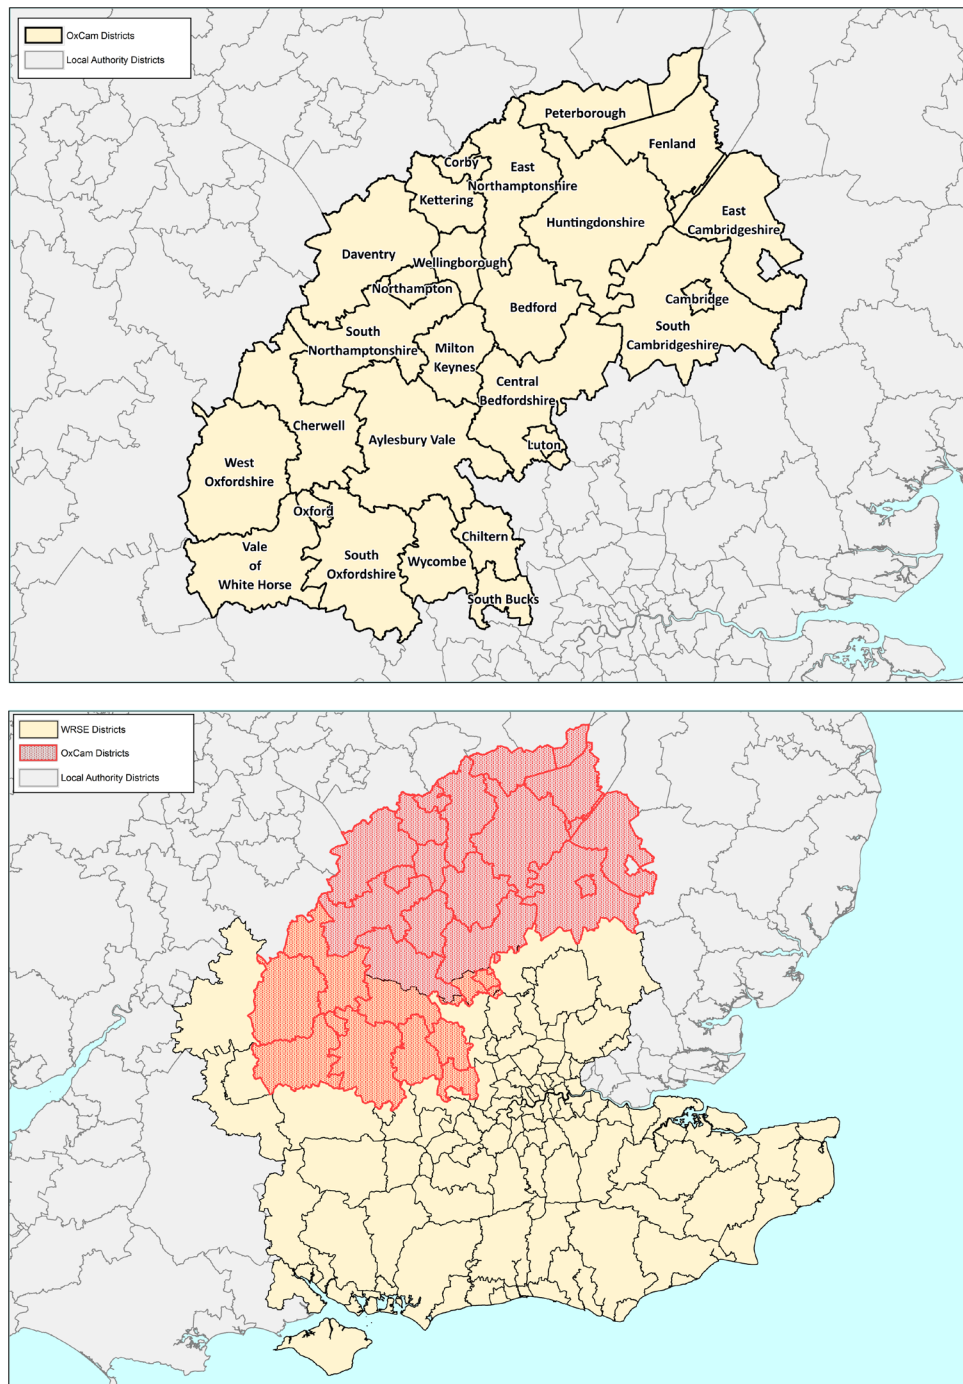 OxCam Districts
Local Authority Districts
Peterborough
Fenland
Corby
East
Northamptonshire
Kettering
Huntingdonshire
East
Cambridgeshire
Daventry
Wellingborough
Northampton
Bedford
Cambridge
South
Northamptonshire
Milton
Keynes
South
Cambridgeshire
Central
Bedfordshire
Cherwell
Aylesbury Vale
Luton
West
Oxfordshire
Oxford
Chiltern
Vale
of
White Horse
South
Oxfordshire
Wycombe
South Bucks
WRSE Districts
OxCam Districts
Local Authority Districts